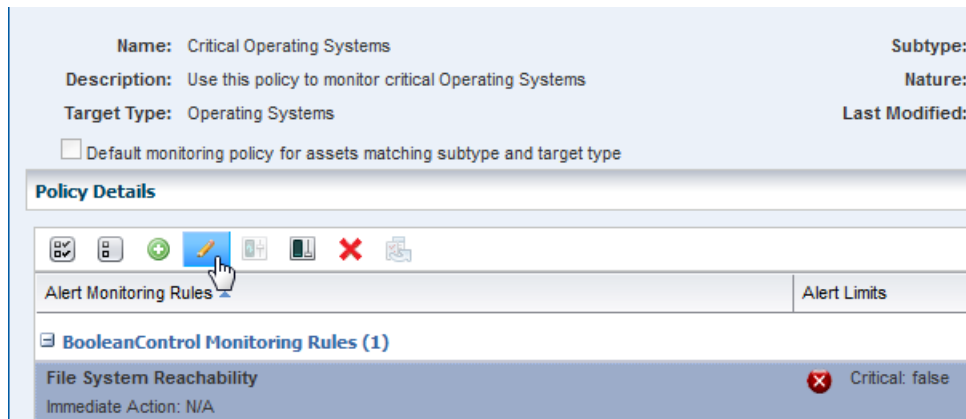 Name: Critical Operating Systems Subtype:
Description: Use this policy to monitor critical Operating Systems Nature:
Target Type: Operating Systems Last Modified:
Default monitoring policy for assets matching subtype and target type
Policy Details
Alert Monitoring Rules Alert Limits
BooleanControl Monitoring Rules (1)
File System Reachability Critical: false
Immediate Action: N/A